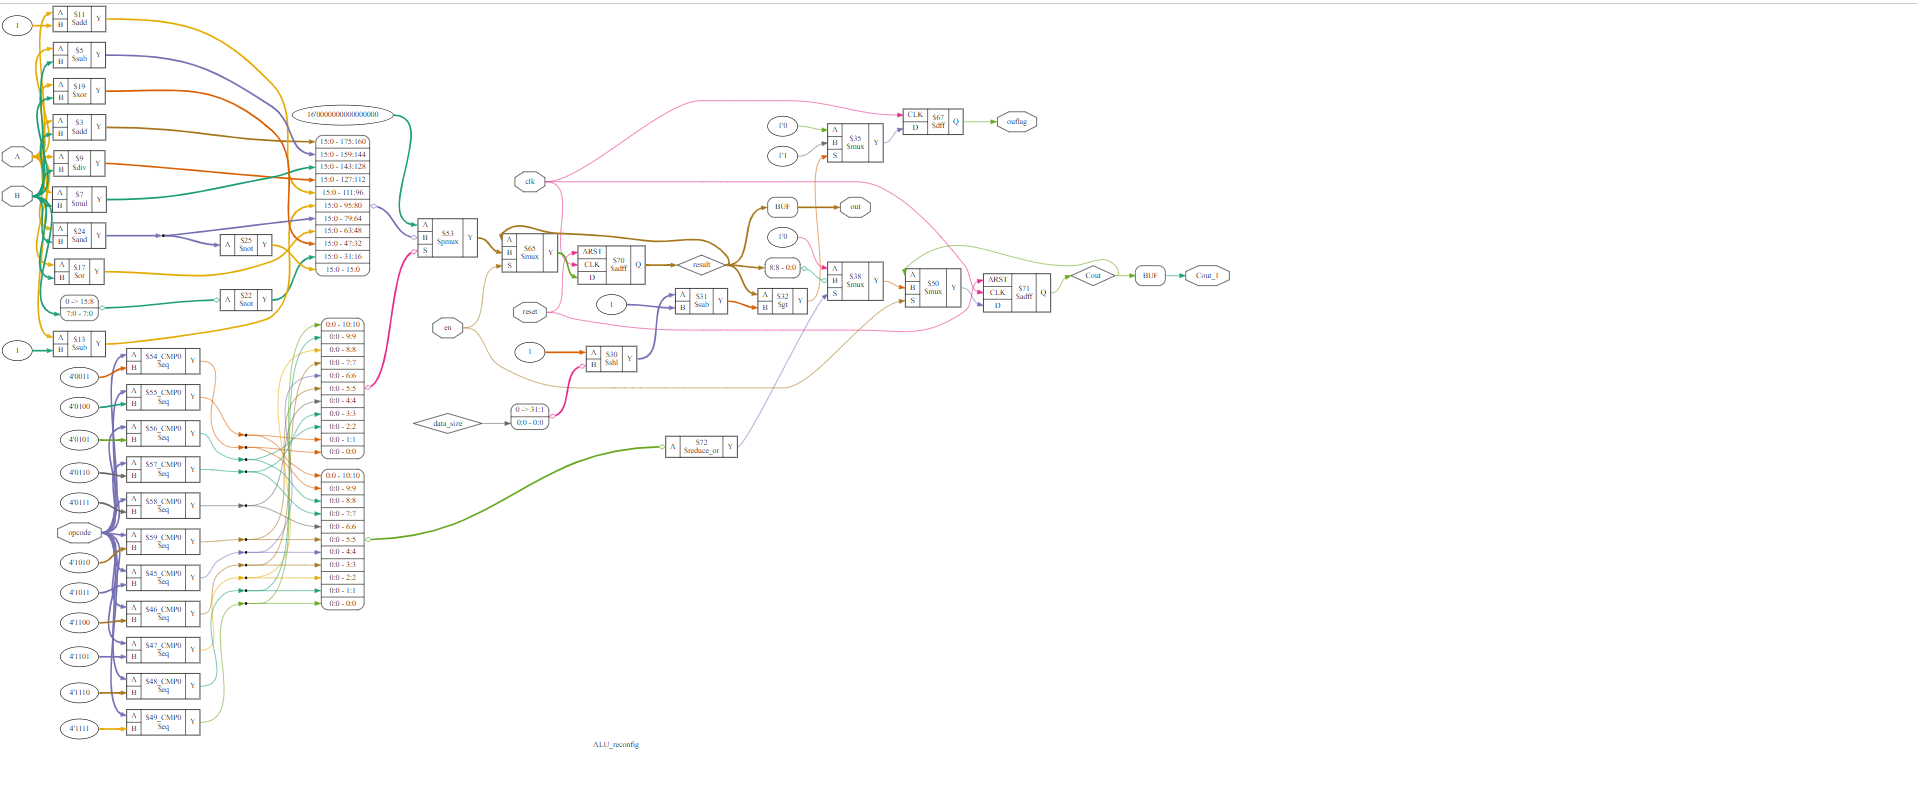 1
A $11 Y
B $add
A $5 Y
B $sub
A $19 Y
B $xor
A $3 Y
B $add
A $9 Y
B $div
A $7 Y
B $mul
A $24 Y
B $and
A $17 Y
B $or
0 -> 15:8
7:0 - 7:0
A $13 Y
B $sub
1
A
B
A $25 Y
$not
A $22 Y
$not
16'0000000000000000
15:0 - 175:160
15:0 - 159:144
15:0 - 143:128
15:0 - 127:112
15:0 - 111:96
15:0 - 95:80
15:0 - 79:64
15:0 - 63:48
15:0 - 47:32
15:0 - 31:16
15:0 - 15:0
4'0011
4'0100
4'0101
4'0110
4'0111
opcode
4'1010
4'1011
4'1100
4'1101
4'1110
4'1111
A $54_CMP0 Y
B $eq
A $55_CMP0 Y
B $eq
A $56_CMP0 Y
B $eq
A $57_CMP0 Y
B $eq
A $58_CMP0 Y
B $eq
A $59_CMP0 Y
B $eq
A $45_CMP0 Y
B $eq
A $46_CMP0 Y
B $eq
A $47_CMP0 Y
B $eq
A $48_CMP0 Y
B $eq
A $49_CMP0 Y
B $eq
0:0 - 10:10
0:0 - 9:9
0:0 - 8:8
0:0 - 7:7
0:0 - 6:6
0:0 - 5:5
0:0 - 4:4
0:0 - 3:3
0:0 - 2:2
0:0 - 1:1
0:0 - 0:0
0:0 - 10:10
0:0 - 9:9
0:0 - 8:8
0:0 - 7:7
0:0 - 6:6
0:0 - 5:5
0:0 - 4:4
0:0 - 3:3
0:0 - 2:2
0:0 - 1:1
0:0 - 0:0
A
B $53 $pmux Y
S
en
data_size
clk
reset
1
0 -> 31:1
0:0 - 0:0
A
B $65 $mux Y
S
ARST
CLK $70 $adff Q
D
1
A $30 Y
B $shl
result
A $31 Y
B $sub
A $72 Y
$reduce_or
1'0
1'1
BUF
out
1'0
8:8 - 0:0
A $32 Y
B $gt
A
B $35 $mux Y
S
A
B $38 $mux Y
S
CLK $67 Q
D $dff
ouflag
A
B $50 $mux Y
S
ARST
CLK $71 $adff Q
D
Cout
BUF
Cout_1
ALU_reconfig